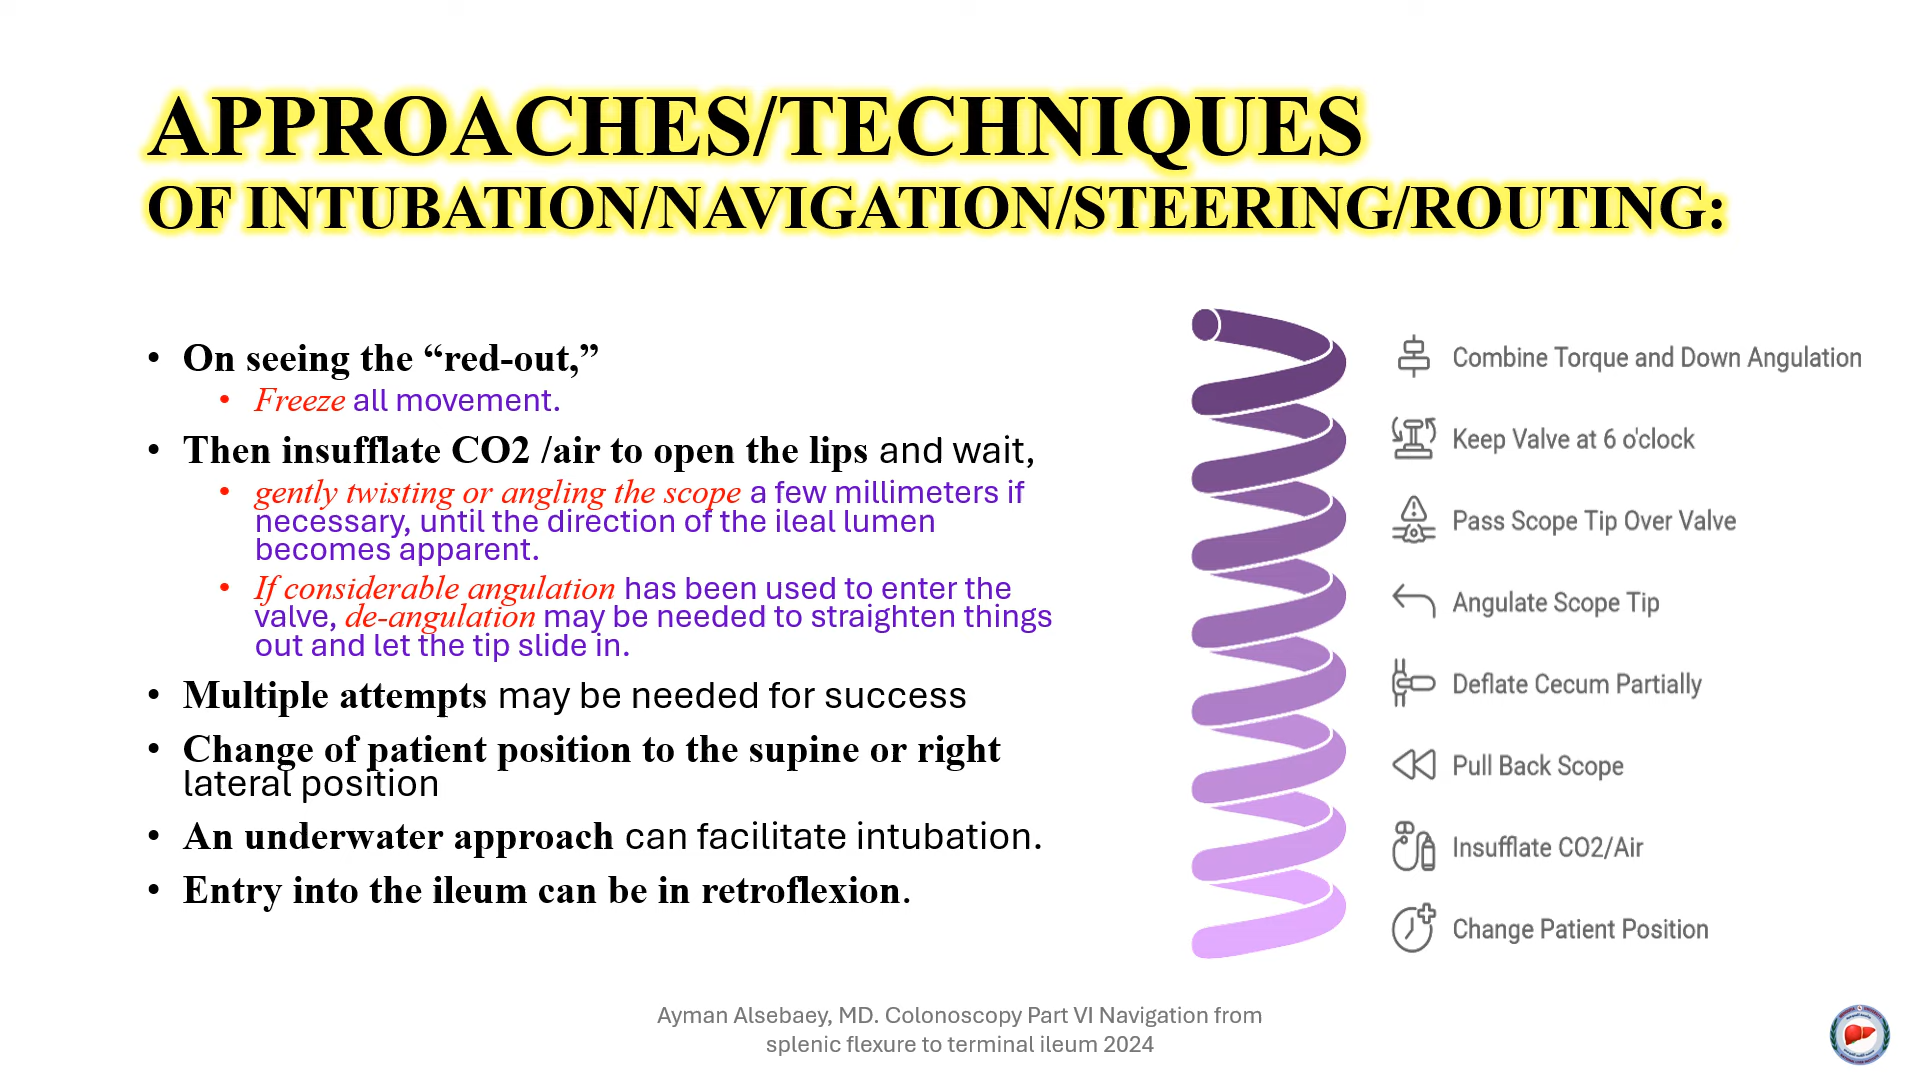 APPROACHES/TECHNIQUES
OF INTUBATION/NAVIGATION/STEERING/ROUTING:
• On seeing the “red-out,”
• Freeze all movement.
• Then insufflate CO2 /air to open the lips and wait,
• gently twisting or angling the scope a few millimeters if
necessary, until the direction of the ileal lumen
becomes apparent.
• If considerable angulation has been used to enter the
valve, de-angulation may be needed to straighten things
out and let the tip slide in.
• Multiple attempts may be needed for success
• Change of patient position to the supine or right
lateral position
• An underwater approach can facilitate intubation.
• Entry into the ileum can be in retroflexion.
Combine Torque and Down Angulation
Keep Valve at 6 o'clock
Pass Scope Tip Over Valve
Angulate Scope Tip
Deflate Cecum Partially
Pull Back Scope
Insufflate CO2/Air
Change Patient Position
Ayman Alsebaey, MD. Colonoscopy Part VI Navigation from
splenic flexure to terminal ileum 2024